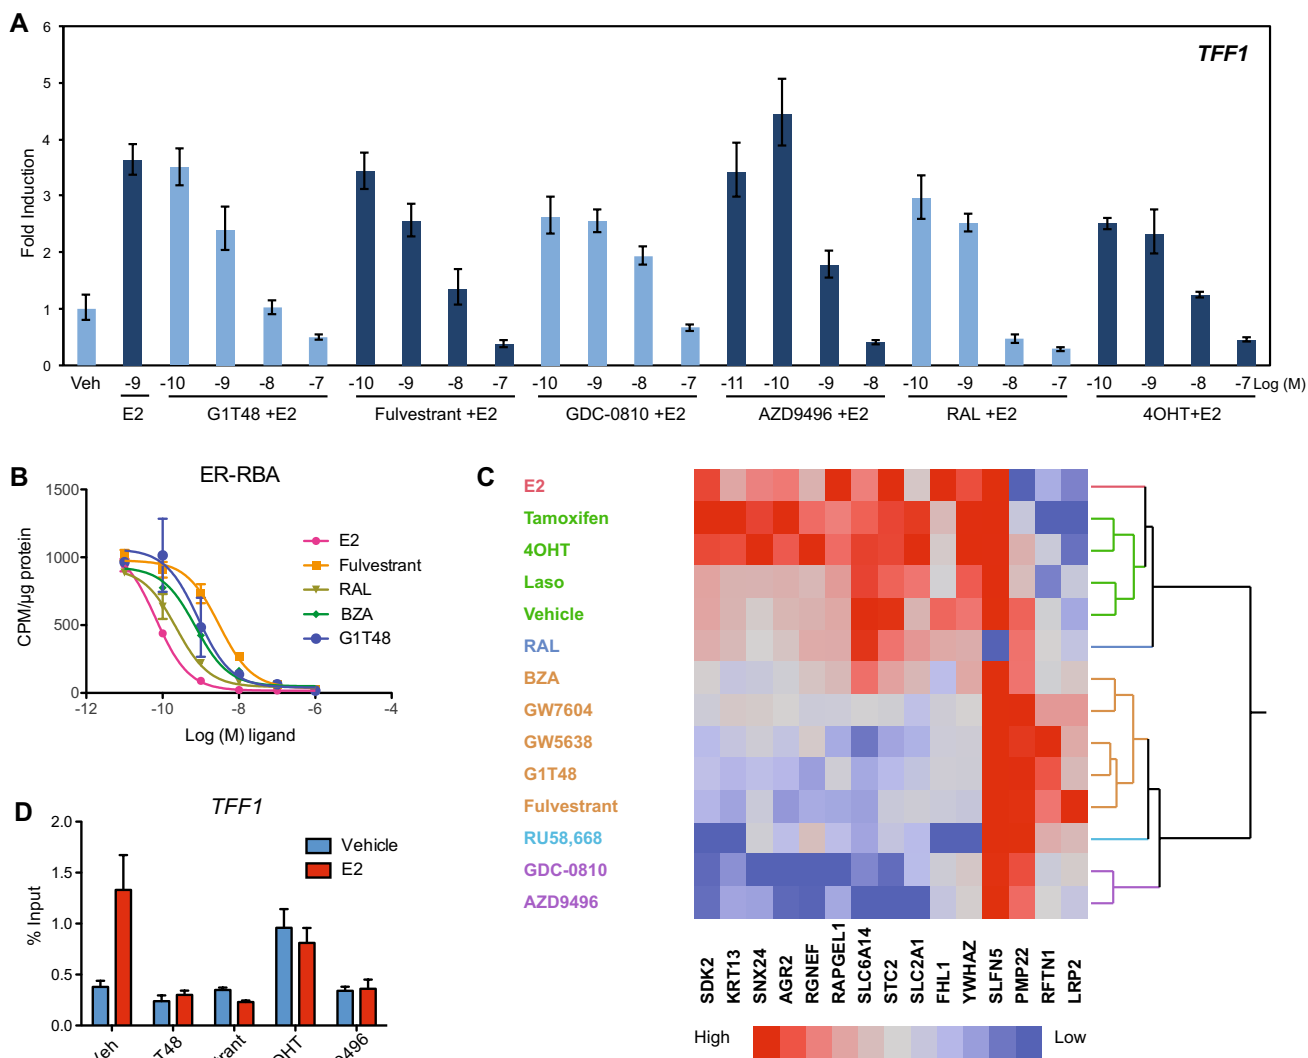 A
TFF1
Fold Induction
6
5
4
3
2
1
0
Veh -9 -10 -9 -8 -7 -10 -9 -8 -7 -10 -9 -8 -7 -11 -10 -9 -8 -10 -9 -8 -7 -10 -9 -8 -7 Log (M)
E2 G1T48 +E2 Fulvestrant +E2 GDC-0810 +E2 AZD9496 +E2 RAL +E2 4OHT+E2
B
ER-RBA
CPM/µg protein
1500
1000
500
0
-12 -10 -8 -6 -4
Log (M) ligand
E2
Fulvestrant
RAL
BZA
G1T48
C
E2
Tamoxifen
4OHT
Laso
Vehicle
RAL
BZA
GW7604
GW5638
G1T48
Fulvestrant
RU58,668
GDC-0810
AZD9496
SDK2
KRT13
SNX24
AGR2
RGNEF
RAPGEL1
SLC6A14
STC2
SLC2A1
FHL1
YWHAZ
SLFN5
PMP22
RFTN1
LRP2
High Low
D
TFF1
% Input
2.0
1.5
1.0
0.5
0.0
Vehicle
E2